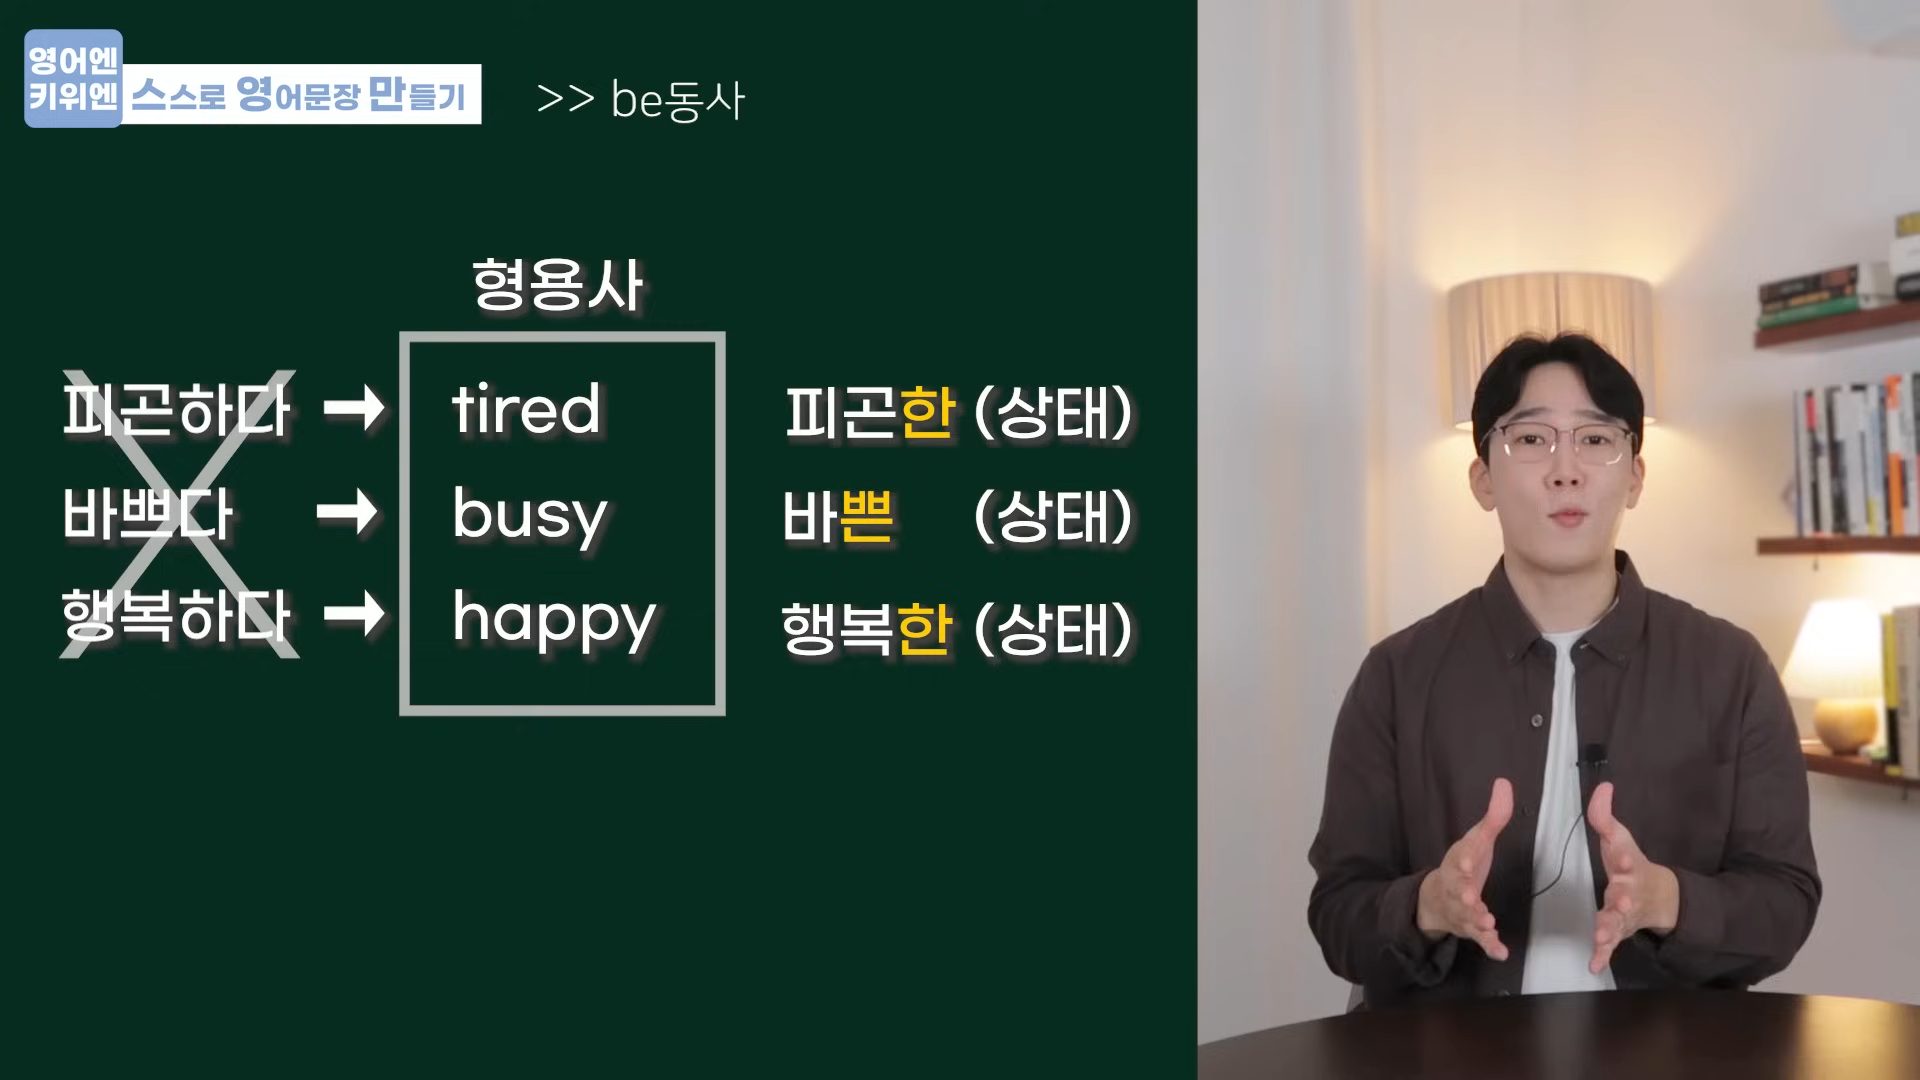 영어엔
키위엔
스스로 영어문장 만들기
>> be동사
형용사
피곤하다 → tired 피곤한 (상태)
바쁘다 → busy 바쁜 (상태)
행복하다 → happy 행복한 (상태)